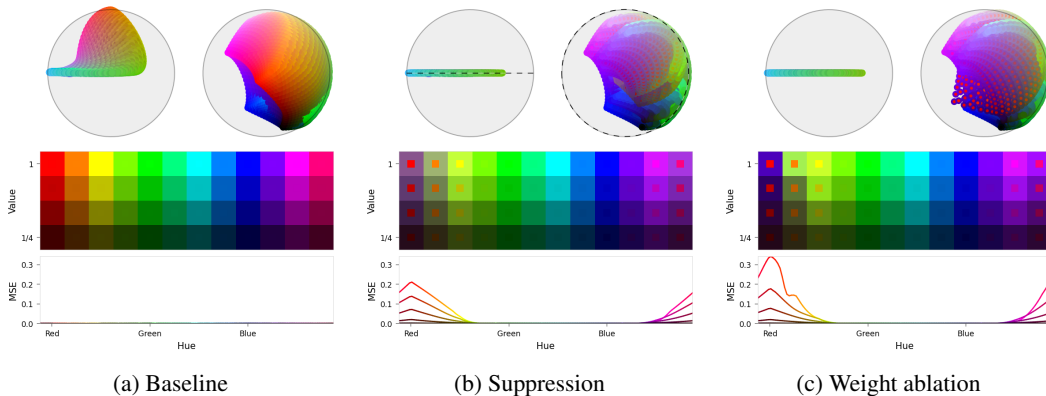 1
Value
1/4
0.3
0.2
0.1
0.0
MSE
Red
Green
Blue
Hue
(a) Baseline
1
Value
1/4
0.3
0.2
0.1
0.0
MSE
Red
Green
Blue
Hue
(b) Suppression
1
Value
1/4
0.3
0.2
0.1
0.0
MSE
Red
Green
Blue
Hue
(c) Weight ablation